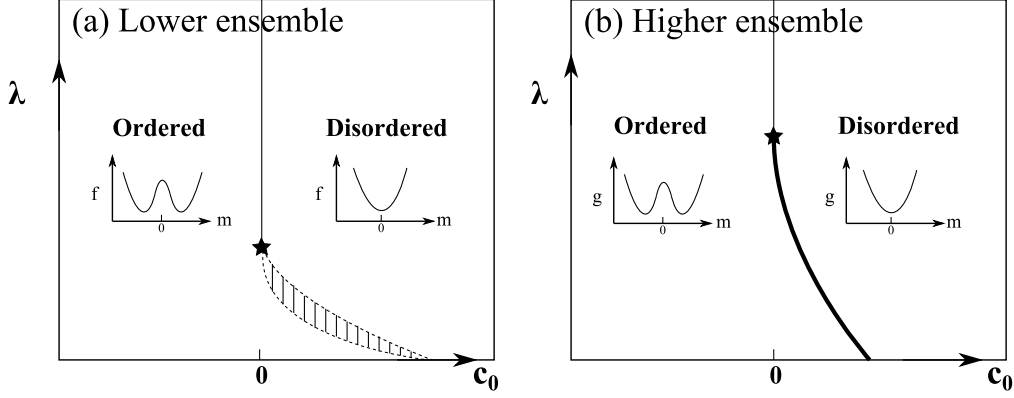 (a) Lower ensemble
λ
Ordered
Disordered
f
m
0
f
m
0
0
c₀
(b) Higher ensemble
λ
Ordered
Disordered
g
m
0
g
m
0
0
c₀